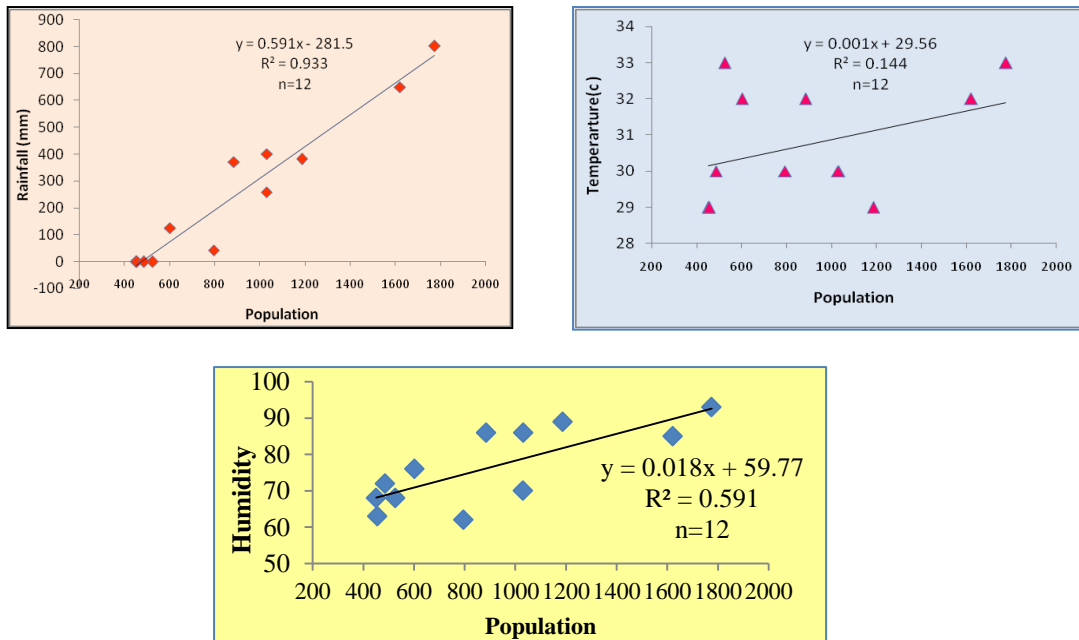 900
800
700
600
500
400
300
200
100
0
-100
Rainfall (mm)
y = 0.591x - 281.5
R² = 0.933
n=12
200 400 600 800 1000 1200 1400 1600 1800 2000
Population
34
33
32
31
30
29
28
Temperarture(c)
y = 0.001x + 29.56
R² = 0.144
n=12
200 400 600 800 1000 1200 1400 1600 1800 2000
Population
100
90
80
70
60
50
Humidity
y = 0.018x + 59.77
R² = 0.591
n=12
200 400 600 800 1000 1200 1400 1600 1800 2000
Population